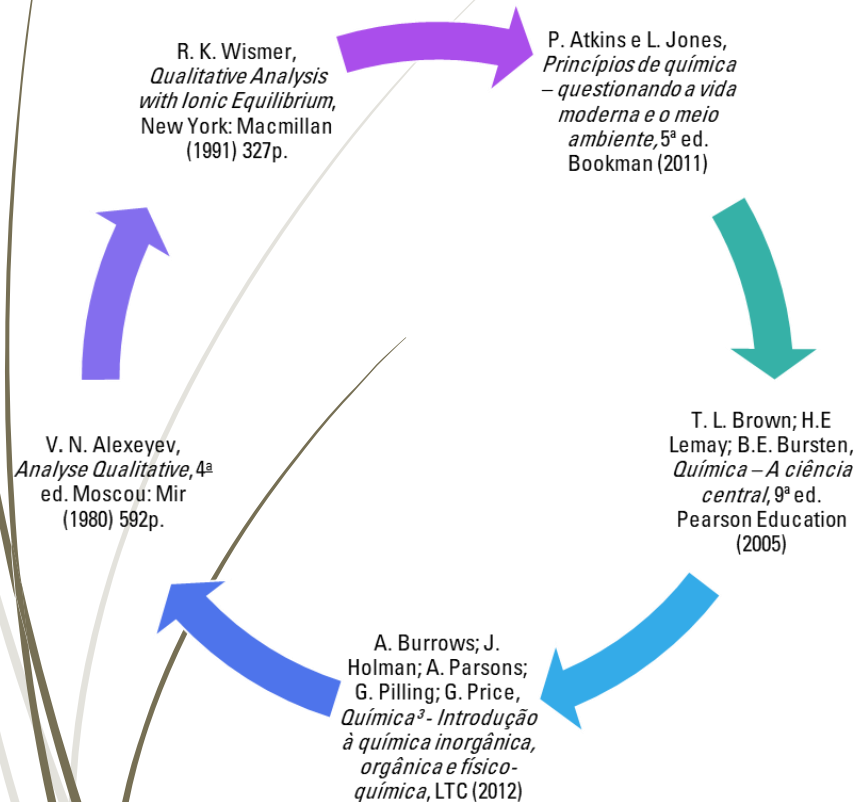 R. K. Wismer,
Qualitative Analysis
with Ionic Equilibrium,
New York: Macmillan
(1991) 327p.
P. Atkins e L. Jones,
Princípios de química
– questionando a vida
moderna e o meio
ambiente, 5ª ed.
Bookman (2011)
T. L. Brown; H.E
Lemay; B.E. Bursten,
Química – A ciência
central, 9ª ed.
Pearson Education
(2005)
A. Burrows; J.
Holman; A. Parsons;
G. Pilling; G. Price,
Química³ - Introdução
à química inorgânica,
orgânica e físico-
química, LTC (2012)
V. N. Alexeyev,
Analyse Qualitative, 4ª
ed. Moscou: Mir
(1980) 592p.